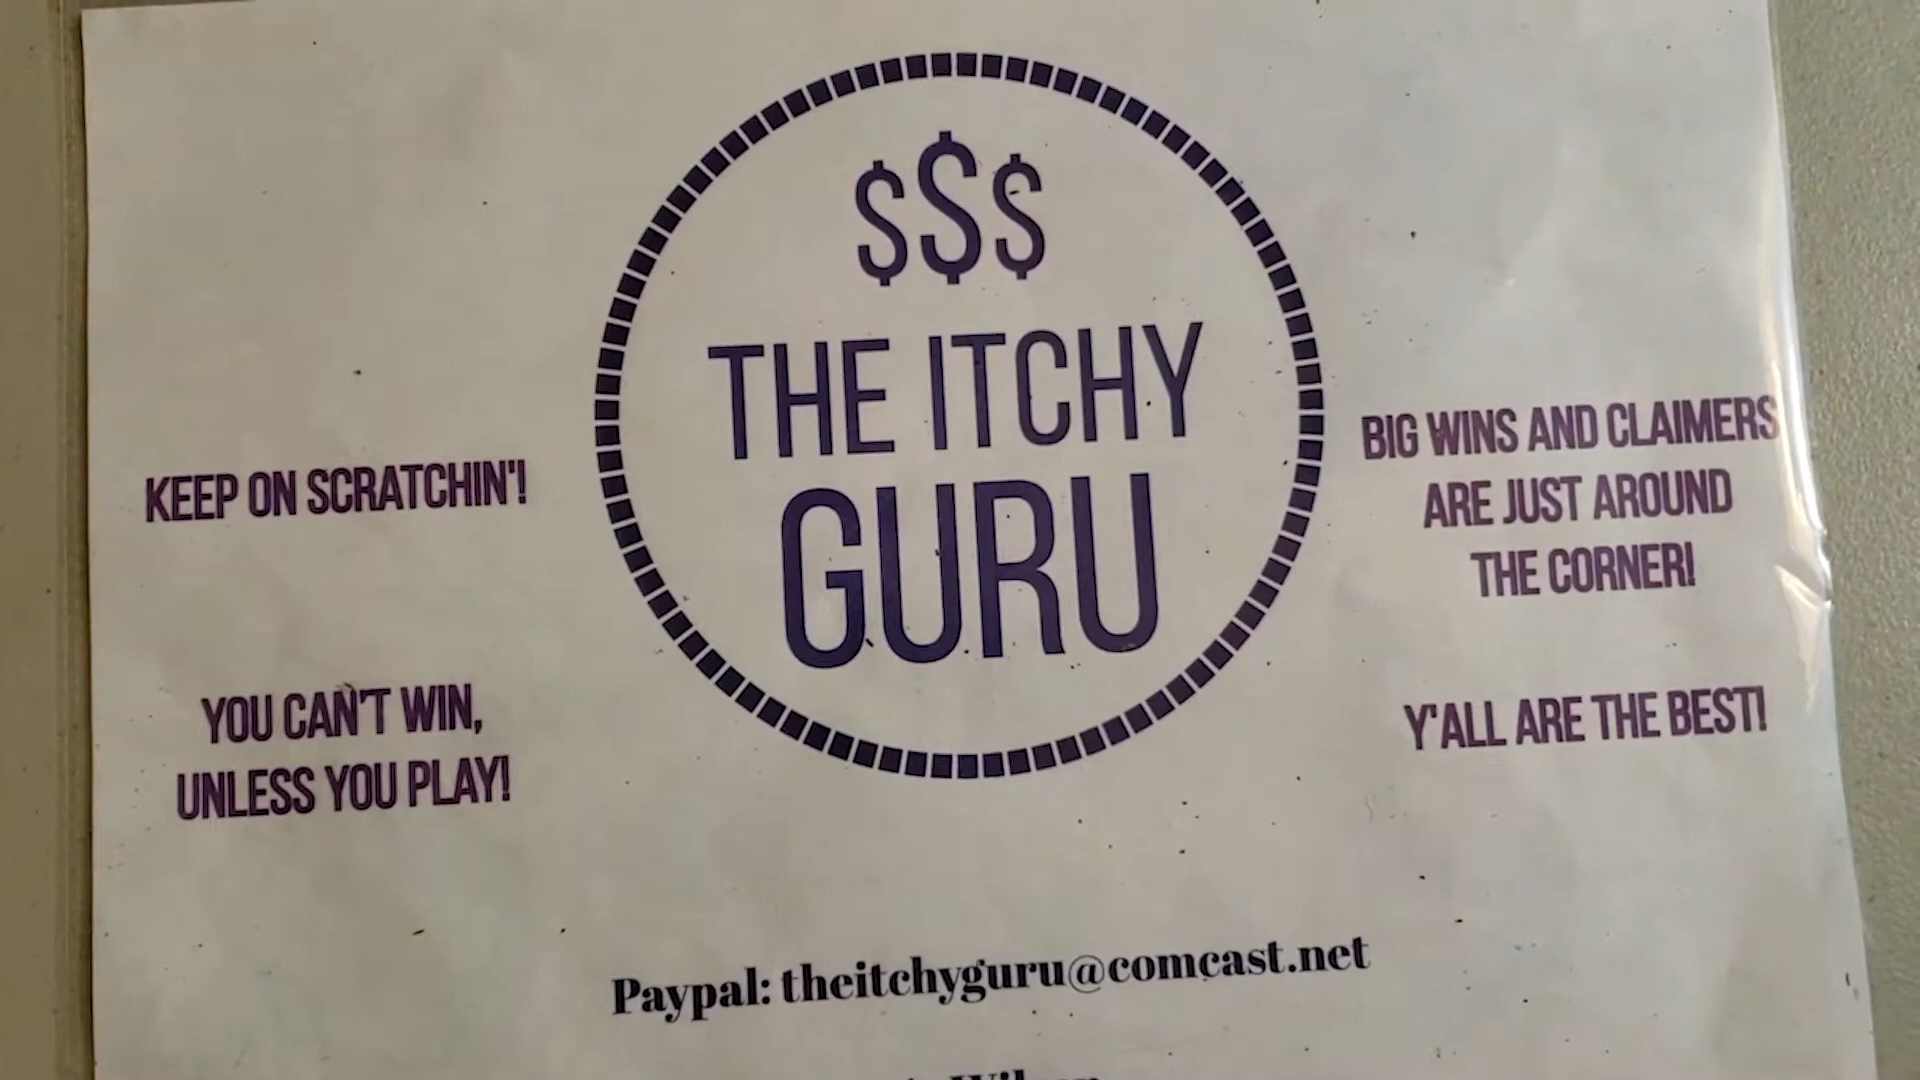 $$$
THE ITCHY
GURU
KEEP ON SCRATCHIN'!
YOU CAN'T WIN,
UNLESS YOU PLAY!
BIG WINS AND CLAIMERS
ARE JUST AROUND
THE CORNER!
Y'ALL ARE THE BEST!
Paypal: theitchyguru@comcast.net